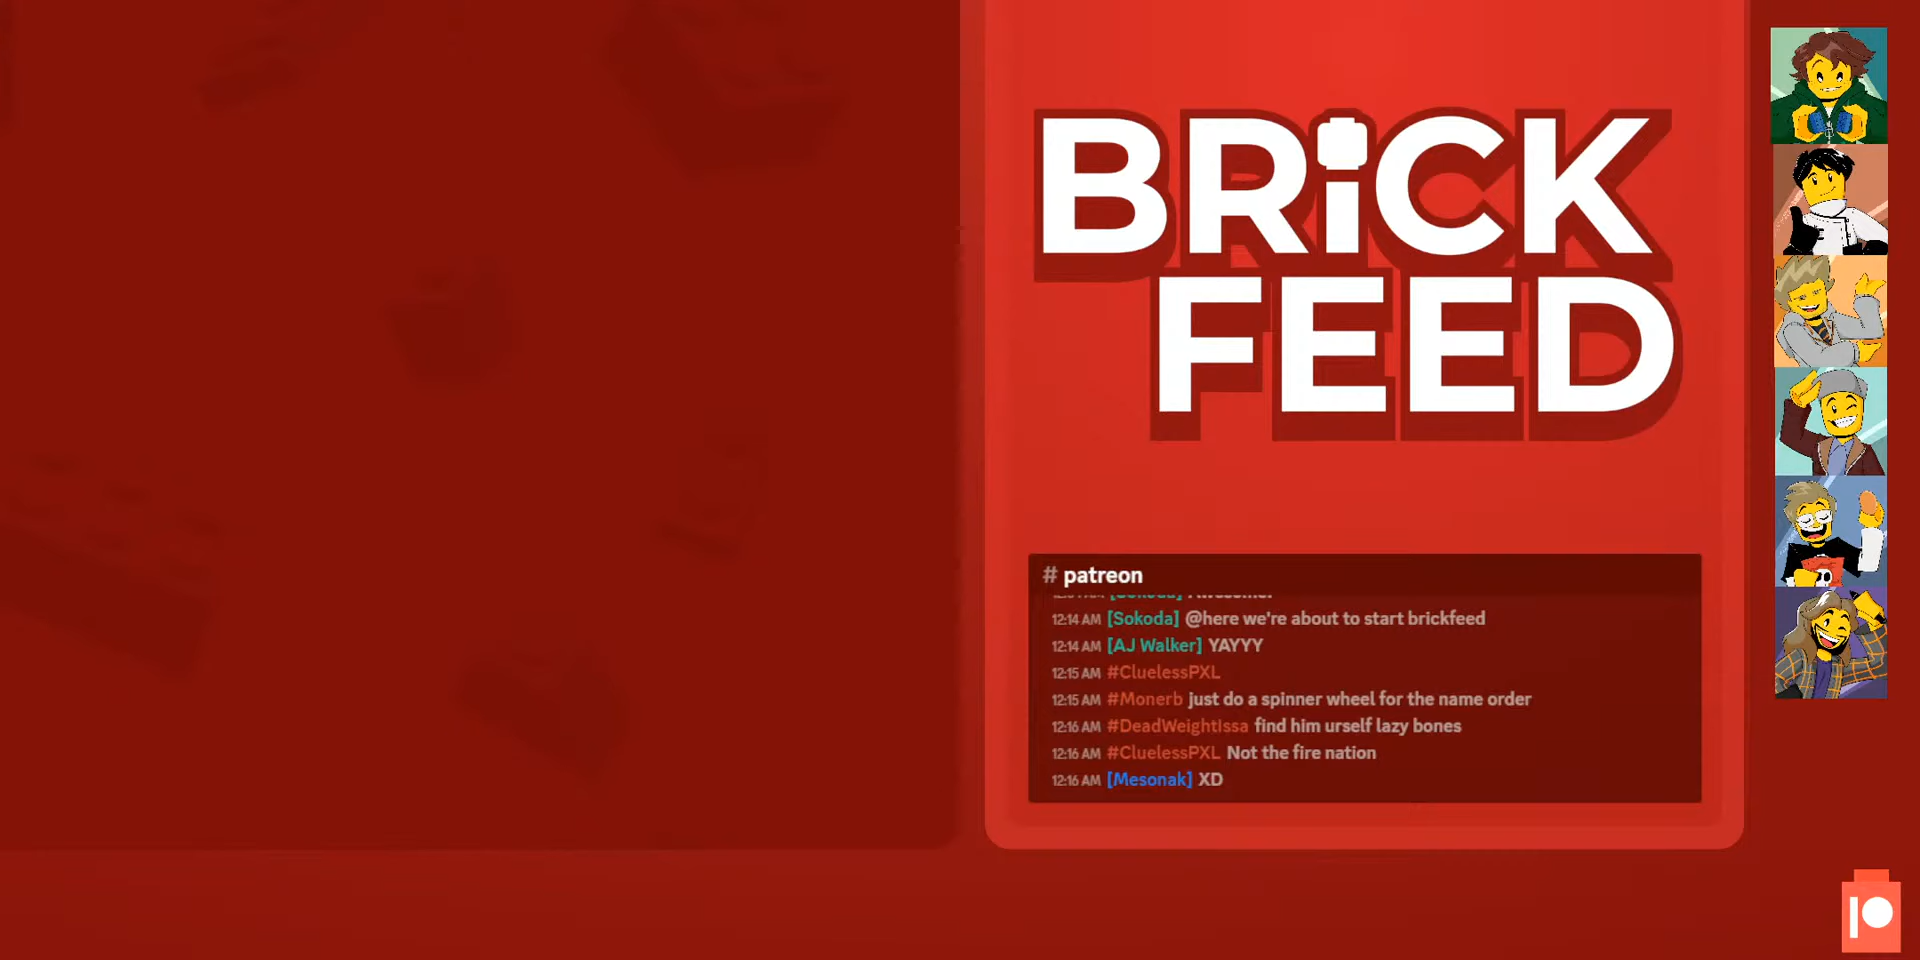 BRiCK
FEED
# patreon
12:14 AM [Sokoda] @here we're about to start brickfeed
12:14 AM [AJ Walker] YAYYY
12:15 AM #CluelessPXL
12:15 AM #Monerb just do a spinner wheel for the name order
12:16 AM #DeadWeightIssa find him urself lazy bones
12:16 AM #CluelessPXL Not the fire nation
12:16 AM [Mesonak] XD